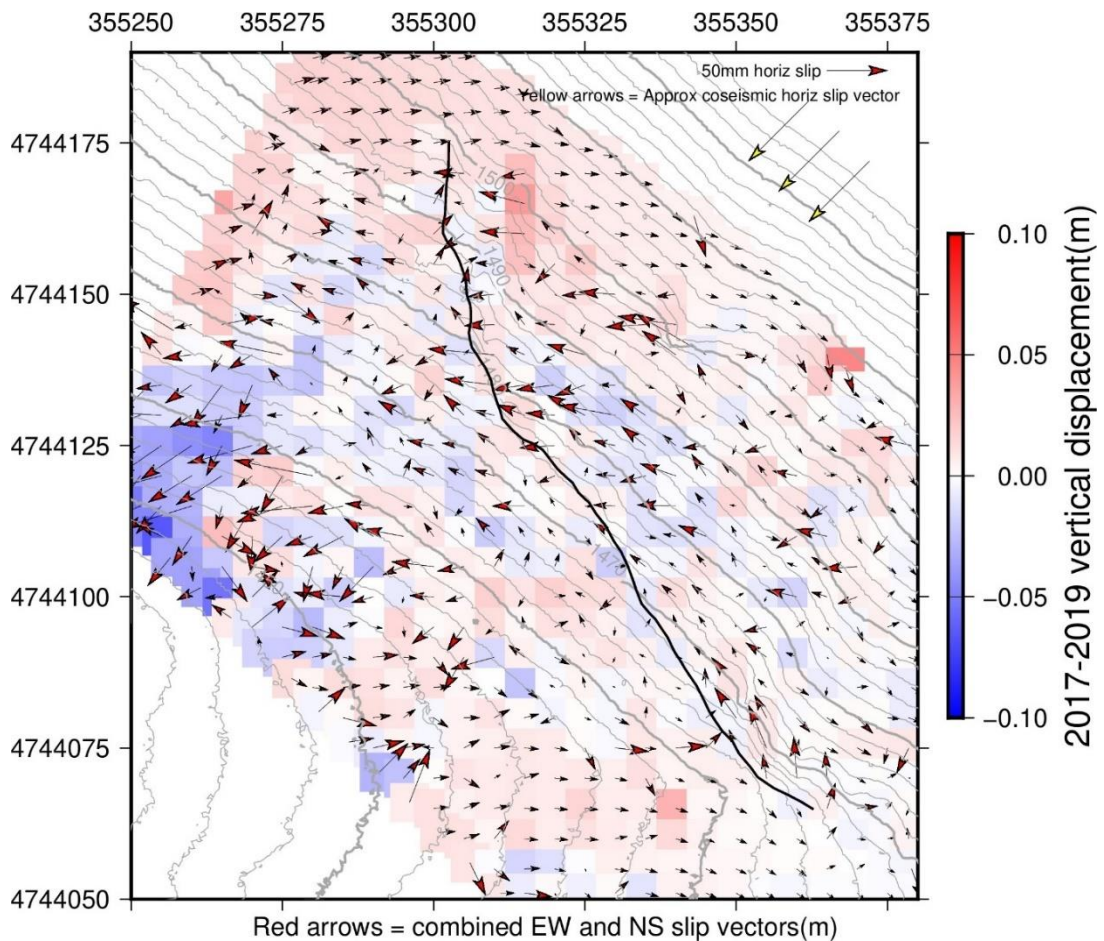 355250 355275 355300 355325 355350 355375
50mm horiz slip
Yellow arrows = Approx coseismic horiz slip vector
4744175
4744150
4744125
4744100
4744075
4744050
1500
1490
1470
0.10
0.05
0.00
−0.05
−0.10
2017-2019 vertical displacement(m)
Red arrows = combined EW and NS slip vectors(m)